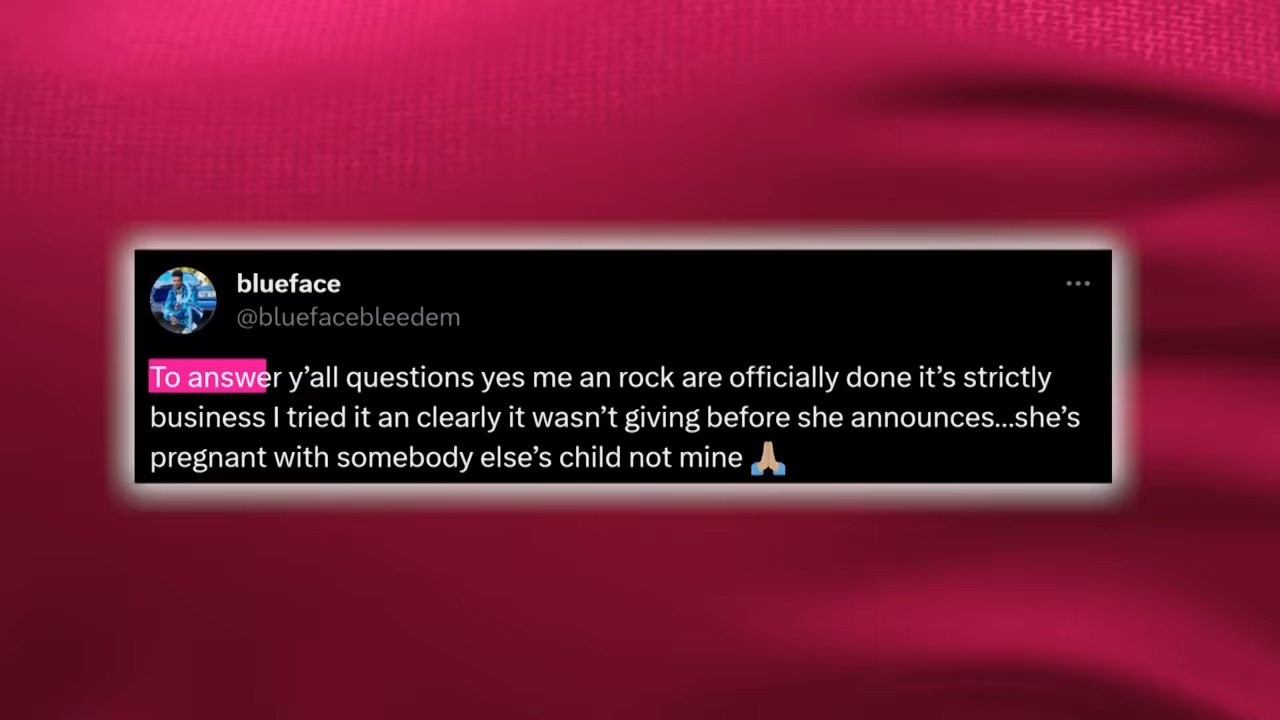 blueface
@bluefacebleedem
To answer y’all questions yes me an rock are officially done it’s strictly
business I tried it an clearly it wasn’t giving before she announces...she’s
pregnant with somebody else’s child not mine 🙏🏼